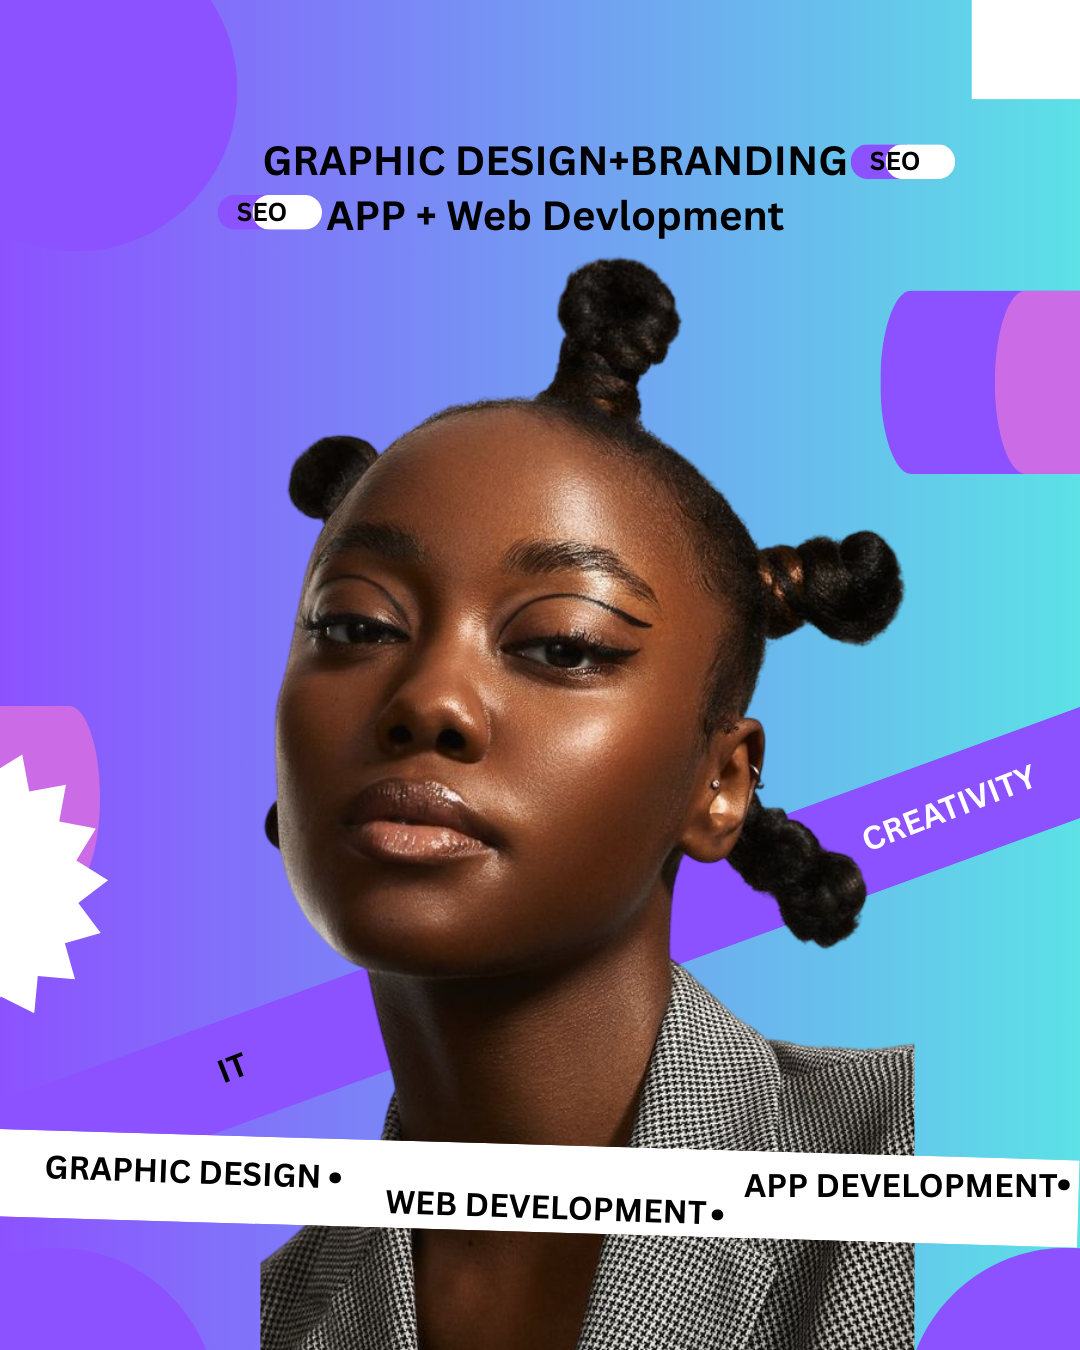 GRAPHIC DESIGN+BRANDING SEO
SEO APP + Web Devlopment
CREATIVITY
IT
GRAPHIC DESIGN •
WEB DEVELOPMENT •
APP DEVELOPMENT•